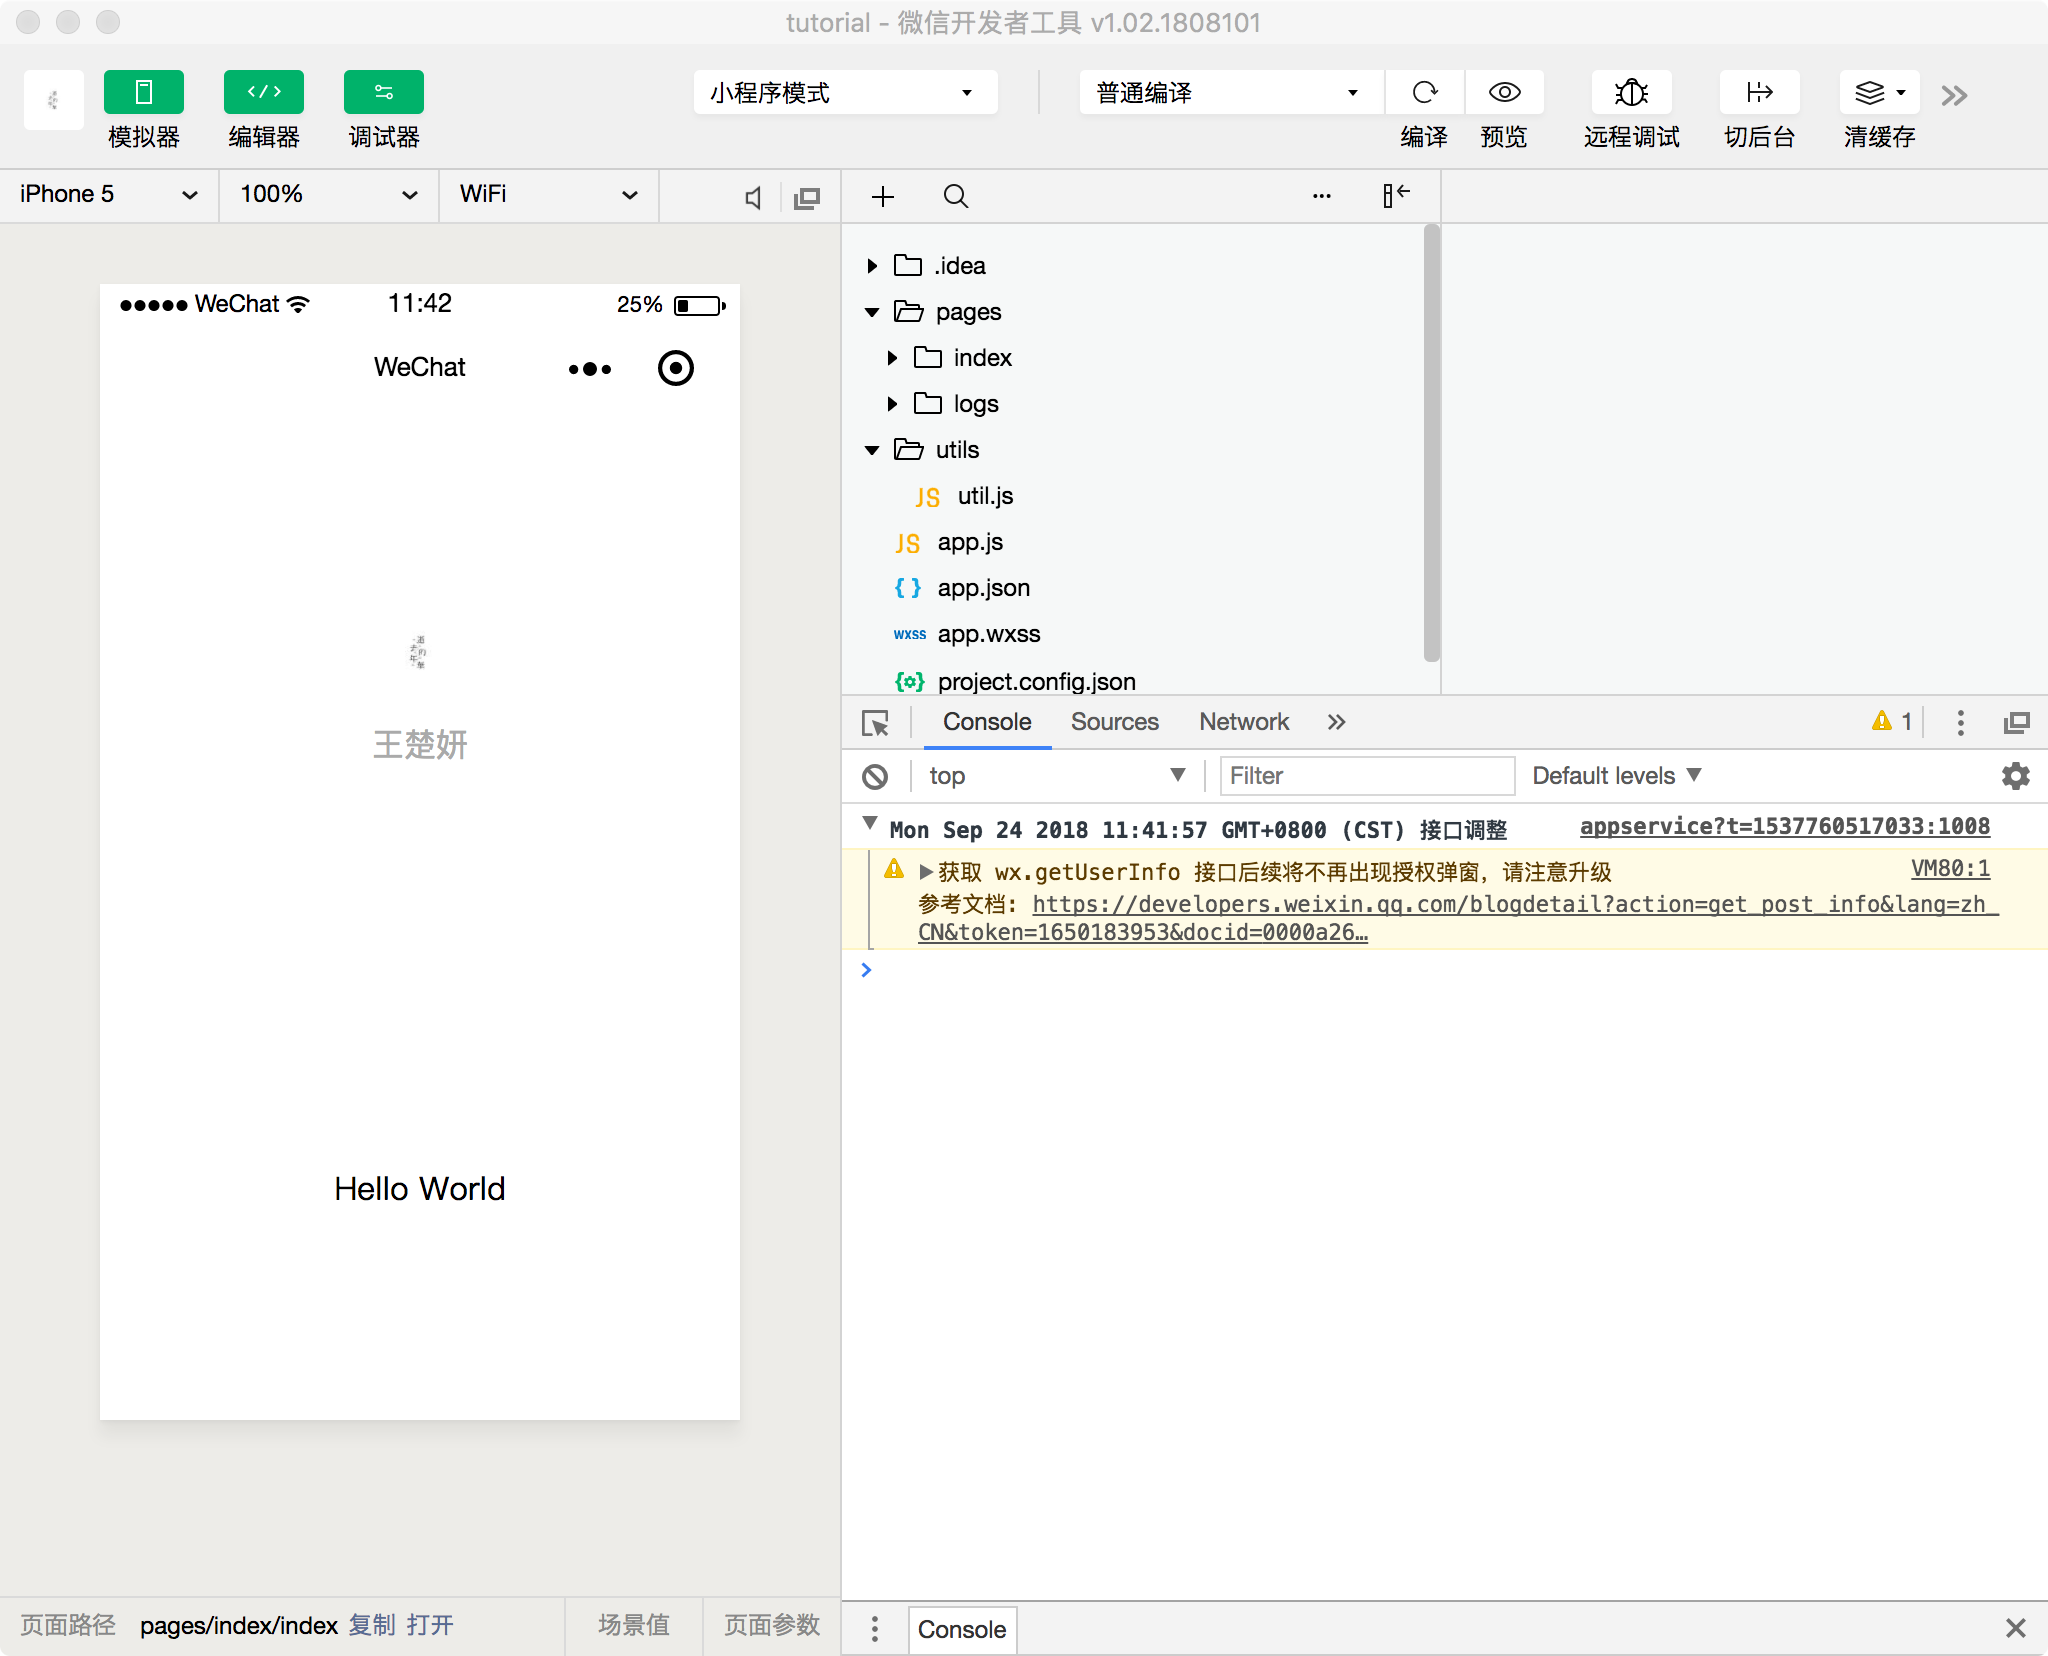 tutorial - 微信开发者工具 v1.02.1808101
模拟器 编辑器 调试器
小程序模式 普通编译
编译 预览 远程调试 切后台 清缓存
iPhone 5 100% WiFi
WeChat 11:42 25%
WeChat
王楚妍
Hello World
页面路径 pages/index/index 复制 打开 场景值 页面参数
.idea
pages
index
logs
utils
JS util.js
JS app.js
{ } app.json
wxss app.wxss
project.config.json
Console Sources Network 1
top Filter Default levels
Mon Sep 24 2018 11:41:57 GMT+0800 (CST) 接口调整 appservice?t=1537760517033:1008
获取 wx.getUserInfo 接口后续将不再出现授权弹窗，请注意升级 VM80:1
参考文档: https://developers.weixin.qq.com/blogdetail?action=get_post_info&lang=zh_
CN&token=1650183953&docid=0000a26…
Console